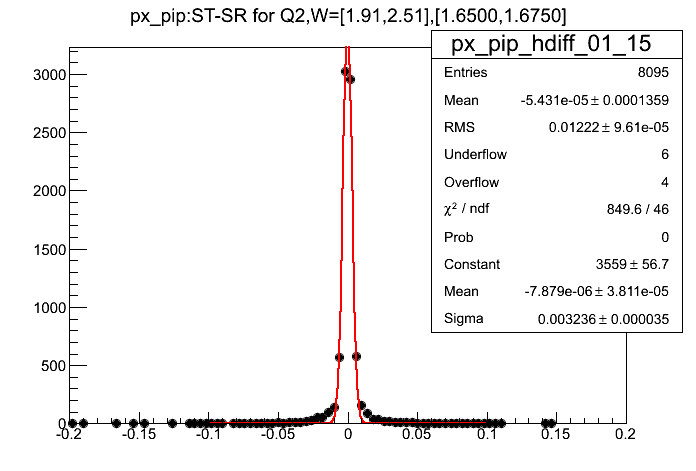 px_pip:ST-SR for Q2,W=[1.91,2.51],[1.6500,1.6750]
px_pip_hdiff_01_15
Entries 8095
Mean -5.431e-05 ± 0.0001359
RMS 0.01222 ± 9.61e-05
Underflow 6
Overflow 4
χ² / ndf 849.6 / 46
Prob 0
Constant 3559 ± 56.7
Mean -7.879e-06 ± 3.811e-05
Sigma 0.003236 ± 0.000035
3000
2500
2000
1500
1000
500
0
-0.2 -0.15 -0.1 -0.05 0 0.05 0.1 0.15 0.2